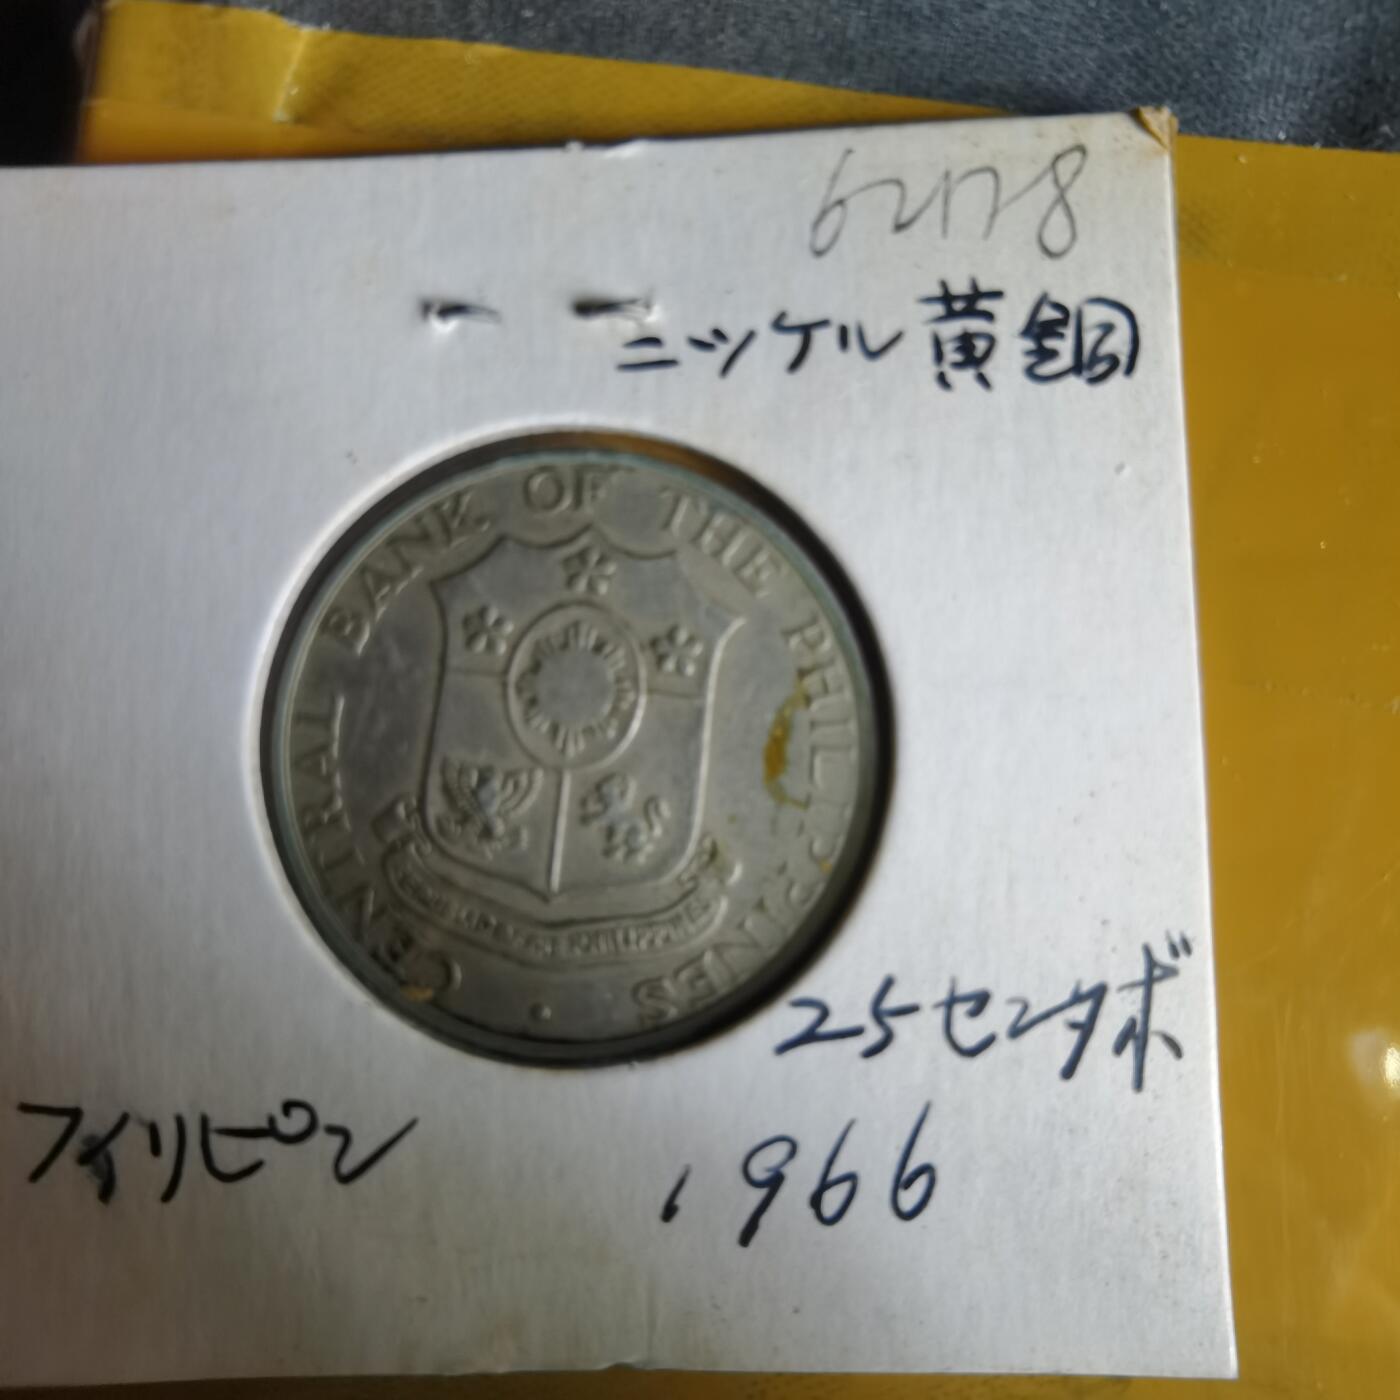 62178
ニッケル黄銅
CENTRAL BANK OF THE PHILIPPINES
25センタボ
フィリピン
1966